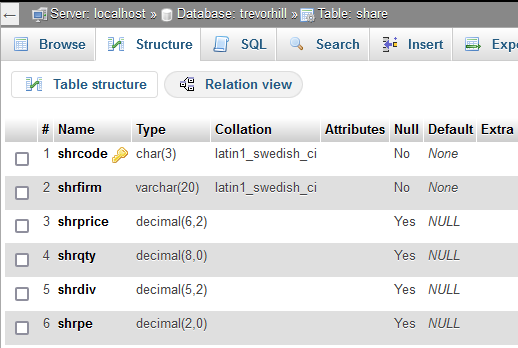 ← Server: localhost » Database: trevorhill » Table: share
Browse Structure SQL Search Insert
Table structure Relation view
# Name Type Collation Attributes Null Default Extra
1 shrcode char(3) latin1_swedish_ci No None
2 shrfirm varchar(20) latin1_swedish_ci No None
3 shrprice decimal(6,2) Yes NULL
4 shrqty decimal(8,0) Yes NULL
5 shrdiv decimal(5,2) Yes NULL
6 shrpe decimal(2,0) Yes NULL